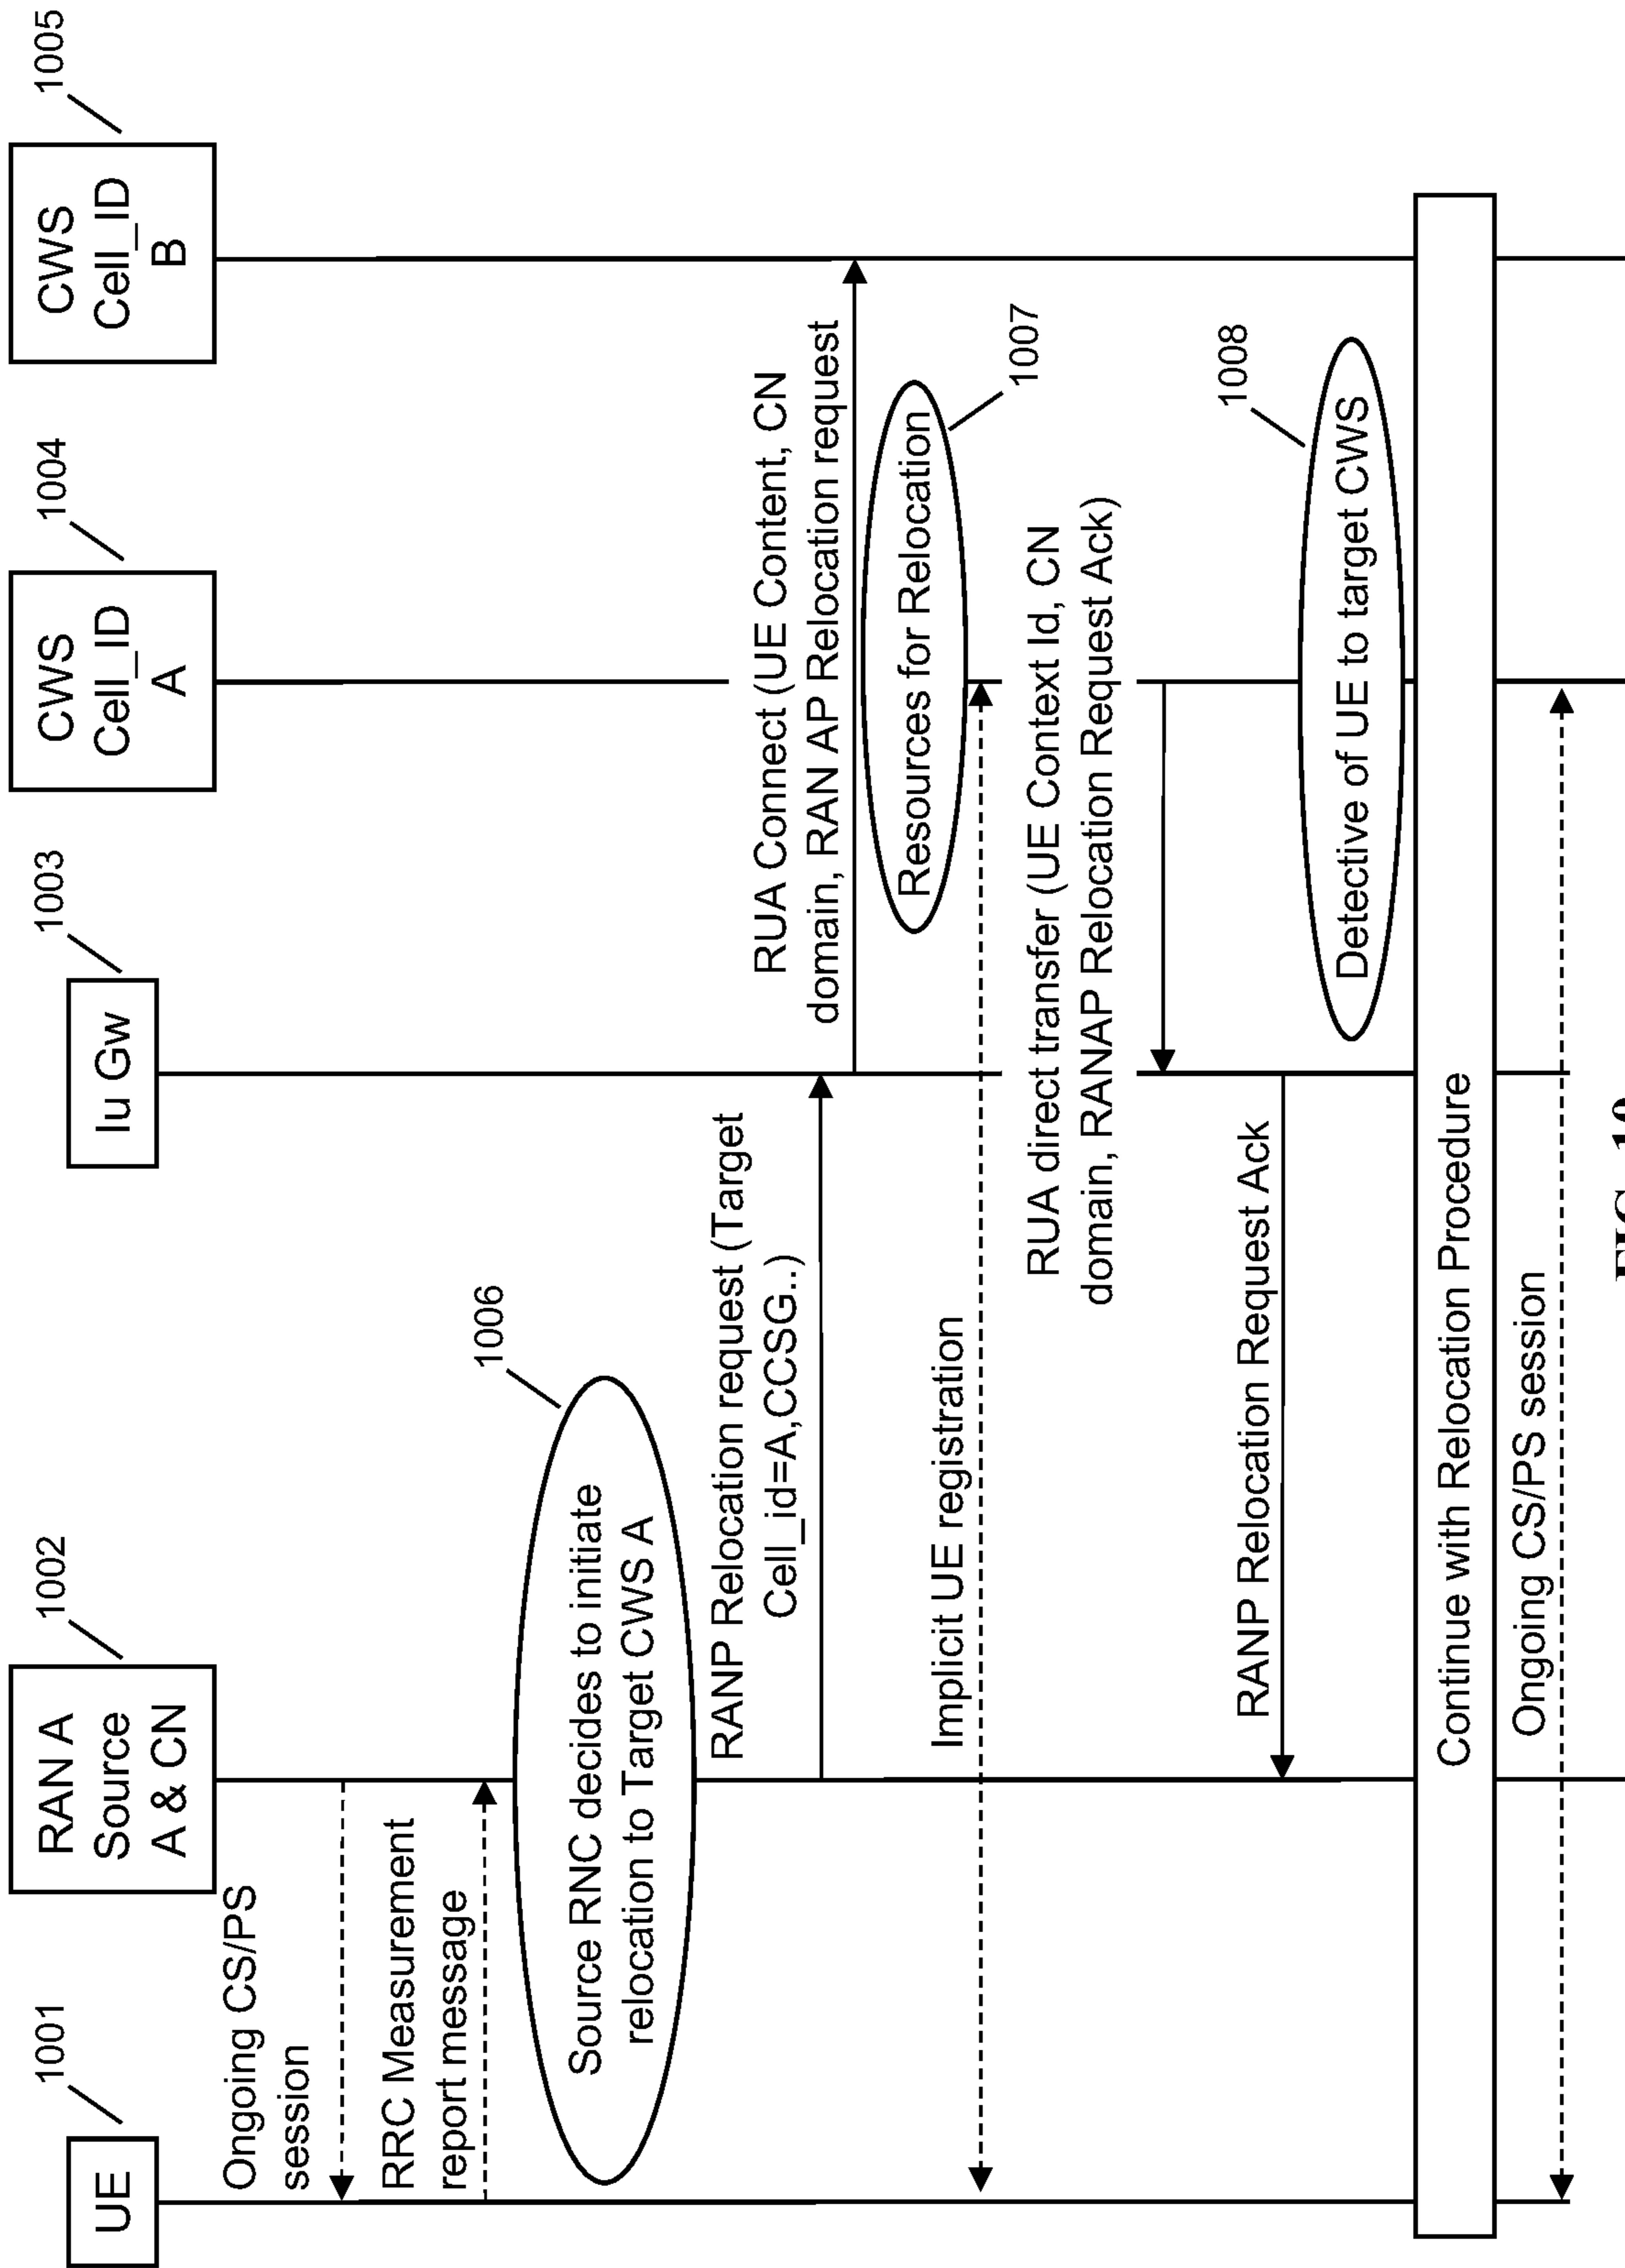 1001
1002
1003
1004
1005
UE
RAN A
Source
A & CN
Iu Gw
CWS
Cell_ID
A
CWS
Cell_ID
B
Ongoing CS/PS
session
RRC Measurement
report message
1006
Source RNC decides to initiate
relocation to Target CWS A
RANP Relocation request (Target
Cell_id=A,CCSG..)
RUA Connect (UE Content, CN
domain, RAN AP Relocation request
1007
Resources for Relocation
Implicit UE registration
RUA direct transfer (UE Context Id, CN
domain, RANAP Relocation Request Ack)
RANP Relocation Request Ack
1008
Detective of UE to target CWS
Continue with Relocation Procedure
Ongoing CS/PS session
FIG. 10